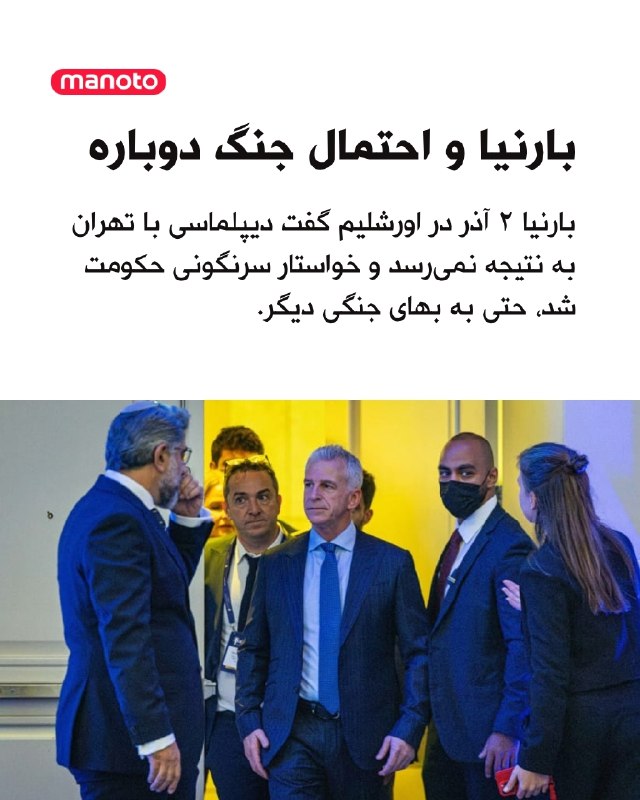 manoto
بارنیا و احتمال جنگ دوباره
بارنیا ۲ آذر در اورشلیم گفت دیپلماسی با تهران
به نتیجه نمی‌رسد و خواستار سرنگونی حکومت
شد، حتی به بهای جنگی دیگر.